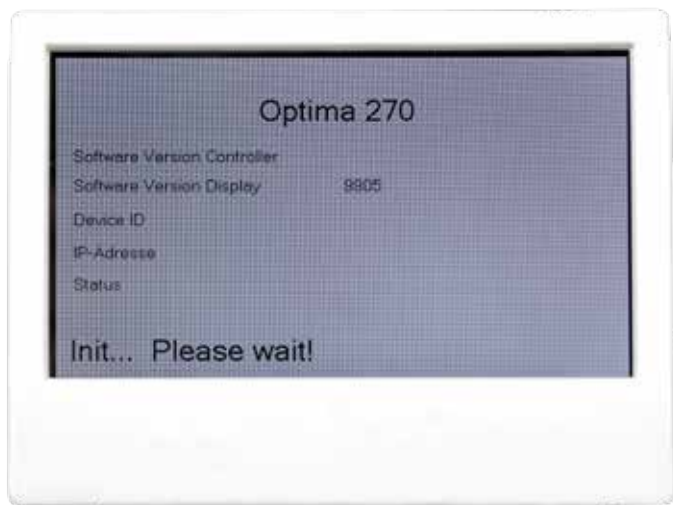 Optima 270
Software Version Controller
Software Version Display 9905
Device ID
IP-Adresse
Status
Init... Please wait!